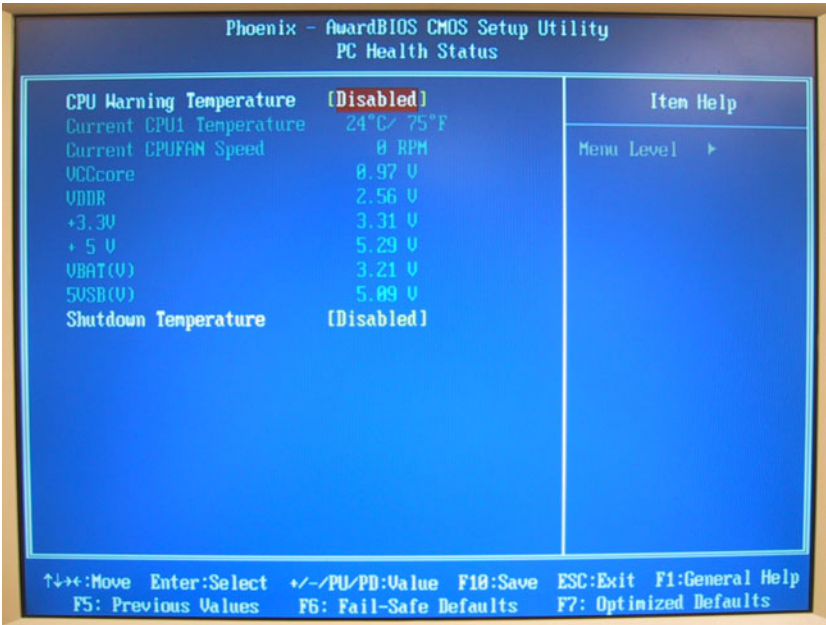 Phoenix - AwardBIOS CMOS Setup Utility
PC Health Status
CPU Warning Temperature [Disabled]
Current CPU1 Temperature 24°C/ 75°F
Current CPUFAN Speed 0 RPM
VCCcore 0.97 V
VDDR 2.56 V
+3.3V 3.31 V
+ 5 V 5.29 V
VBAT(V) 3.21 V
5VSB(V) 5.09 V
Shutdown Temperature [Disabled]
Item Help
Menu Level ▸
↑↓→←:Move Enter:Select +/-/PU/PD:Value F10:Save ESC:Exit F1:General Help
F5: Previous Values F6: Fail-Safe Defaults F7: Optimized Defaults